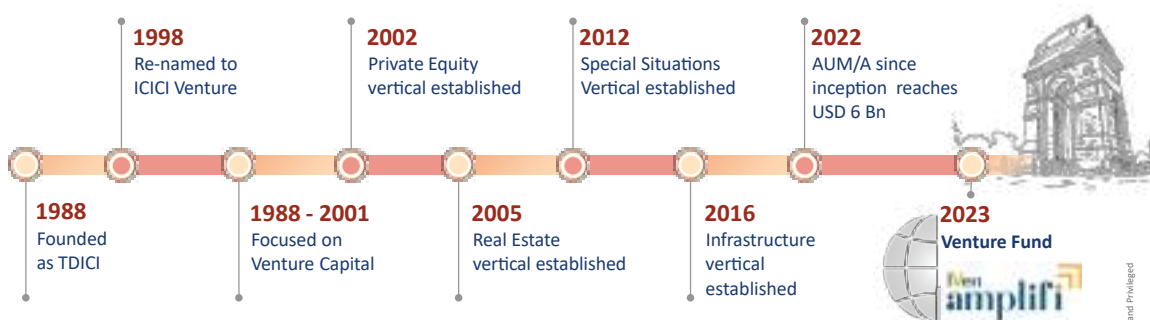 1998
Re-named to
ICICI Venture
2002
Private Equity
vertical established
2012
Special Situations
Vertical established
2022
AUM/A since
inception reaches
USD 6 Bn
1988
Founded
as TDICI
1988 - 2001
Focused on
Venture Capital
2005
Real Estate
vertical established
2016
Infrastructure
vertical
established
2023
Venture Fund
iVen
amplifi
and Privileged